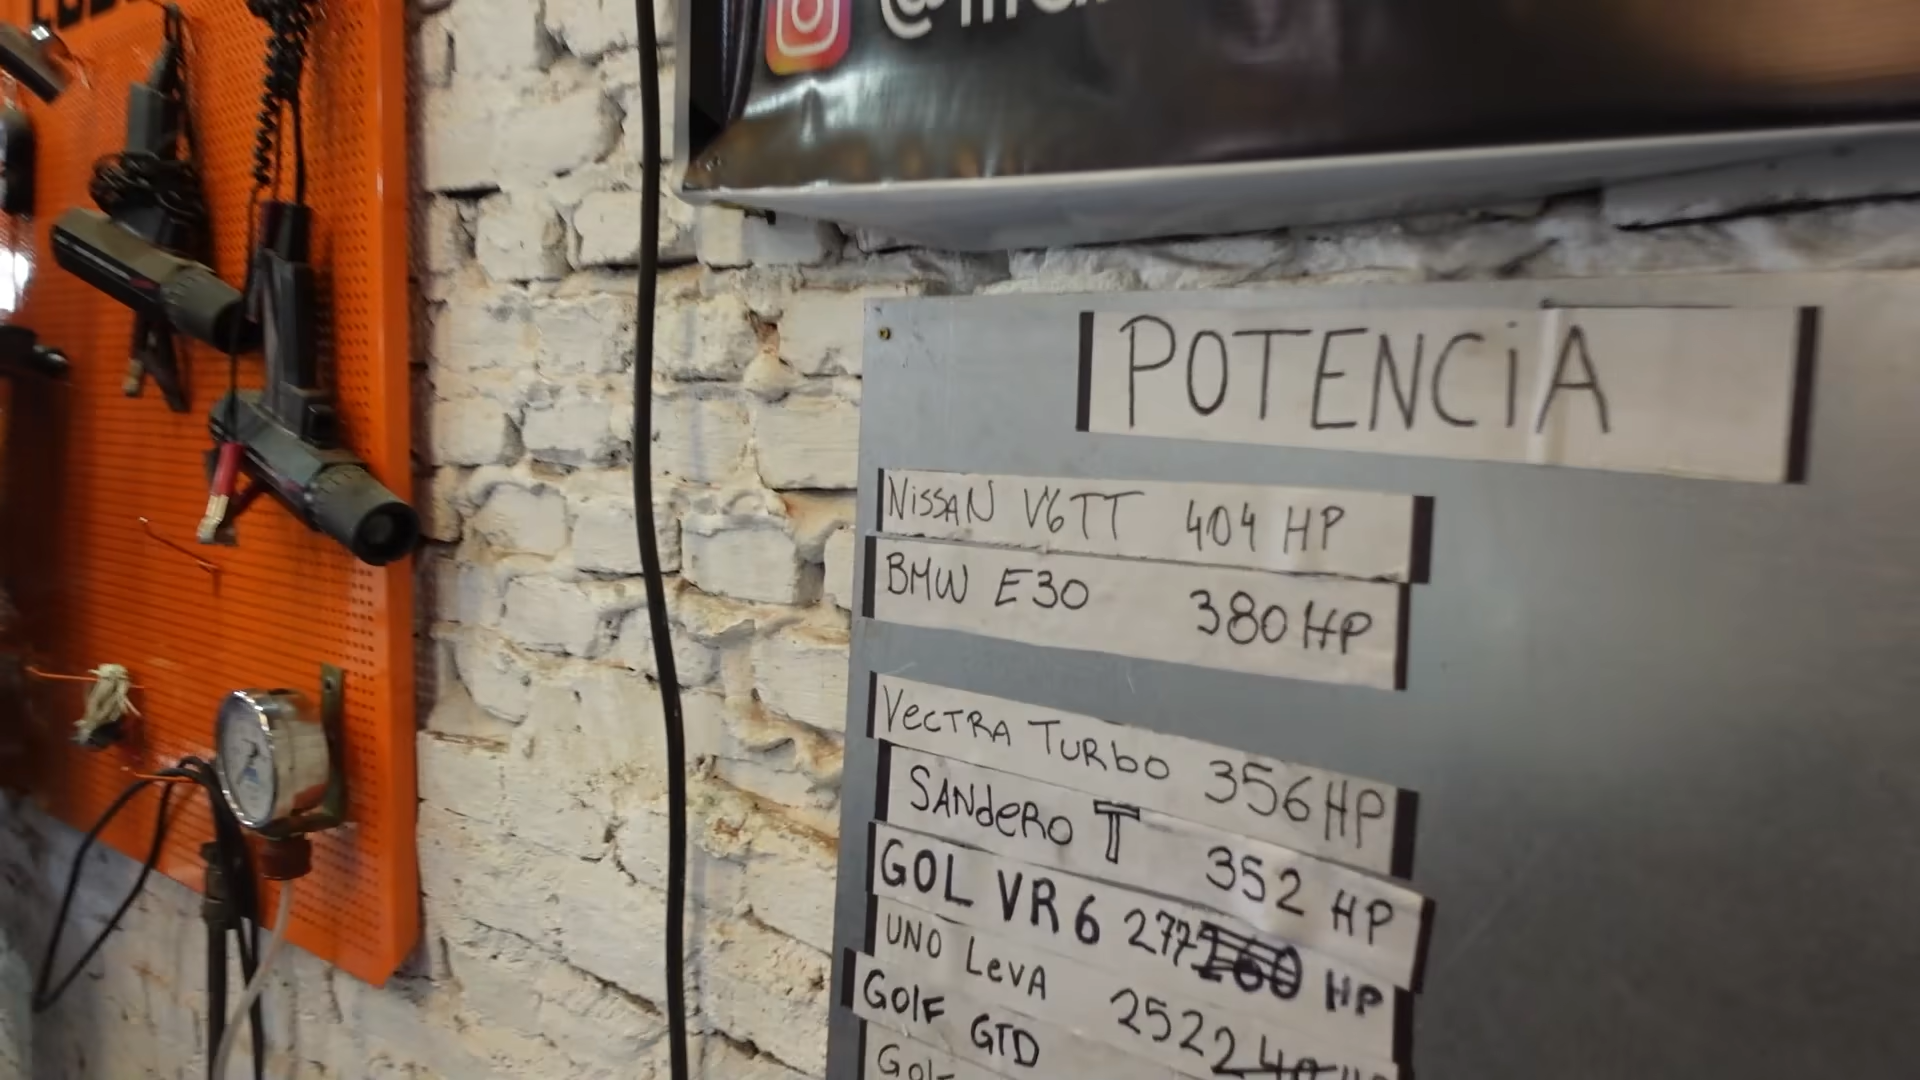 POTENCiA
NiSSAN V6TT 404 HP
BMW E30 380 HP
VecTRA TURbo 356 HP
SANdeRO T 352 HP
GOL VR6 277 260 HP
UNO LeVA 252
GOlF GTD